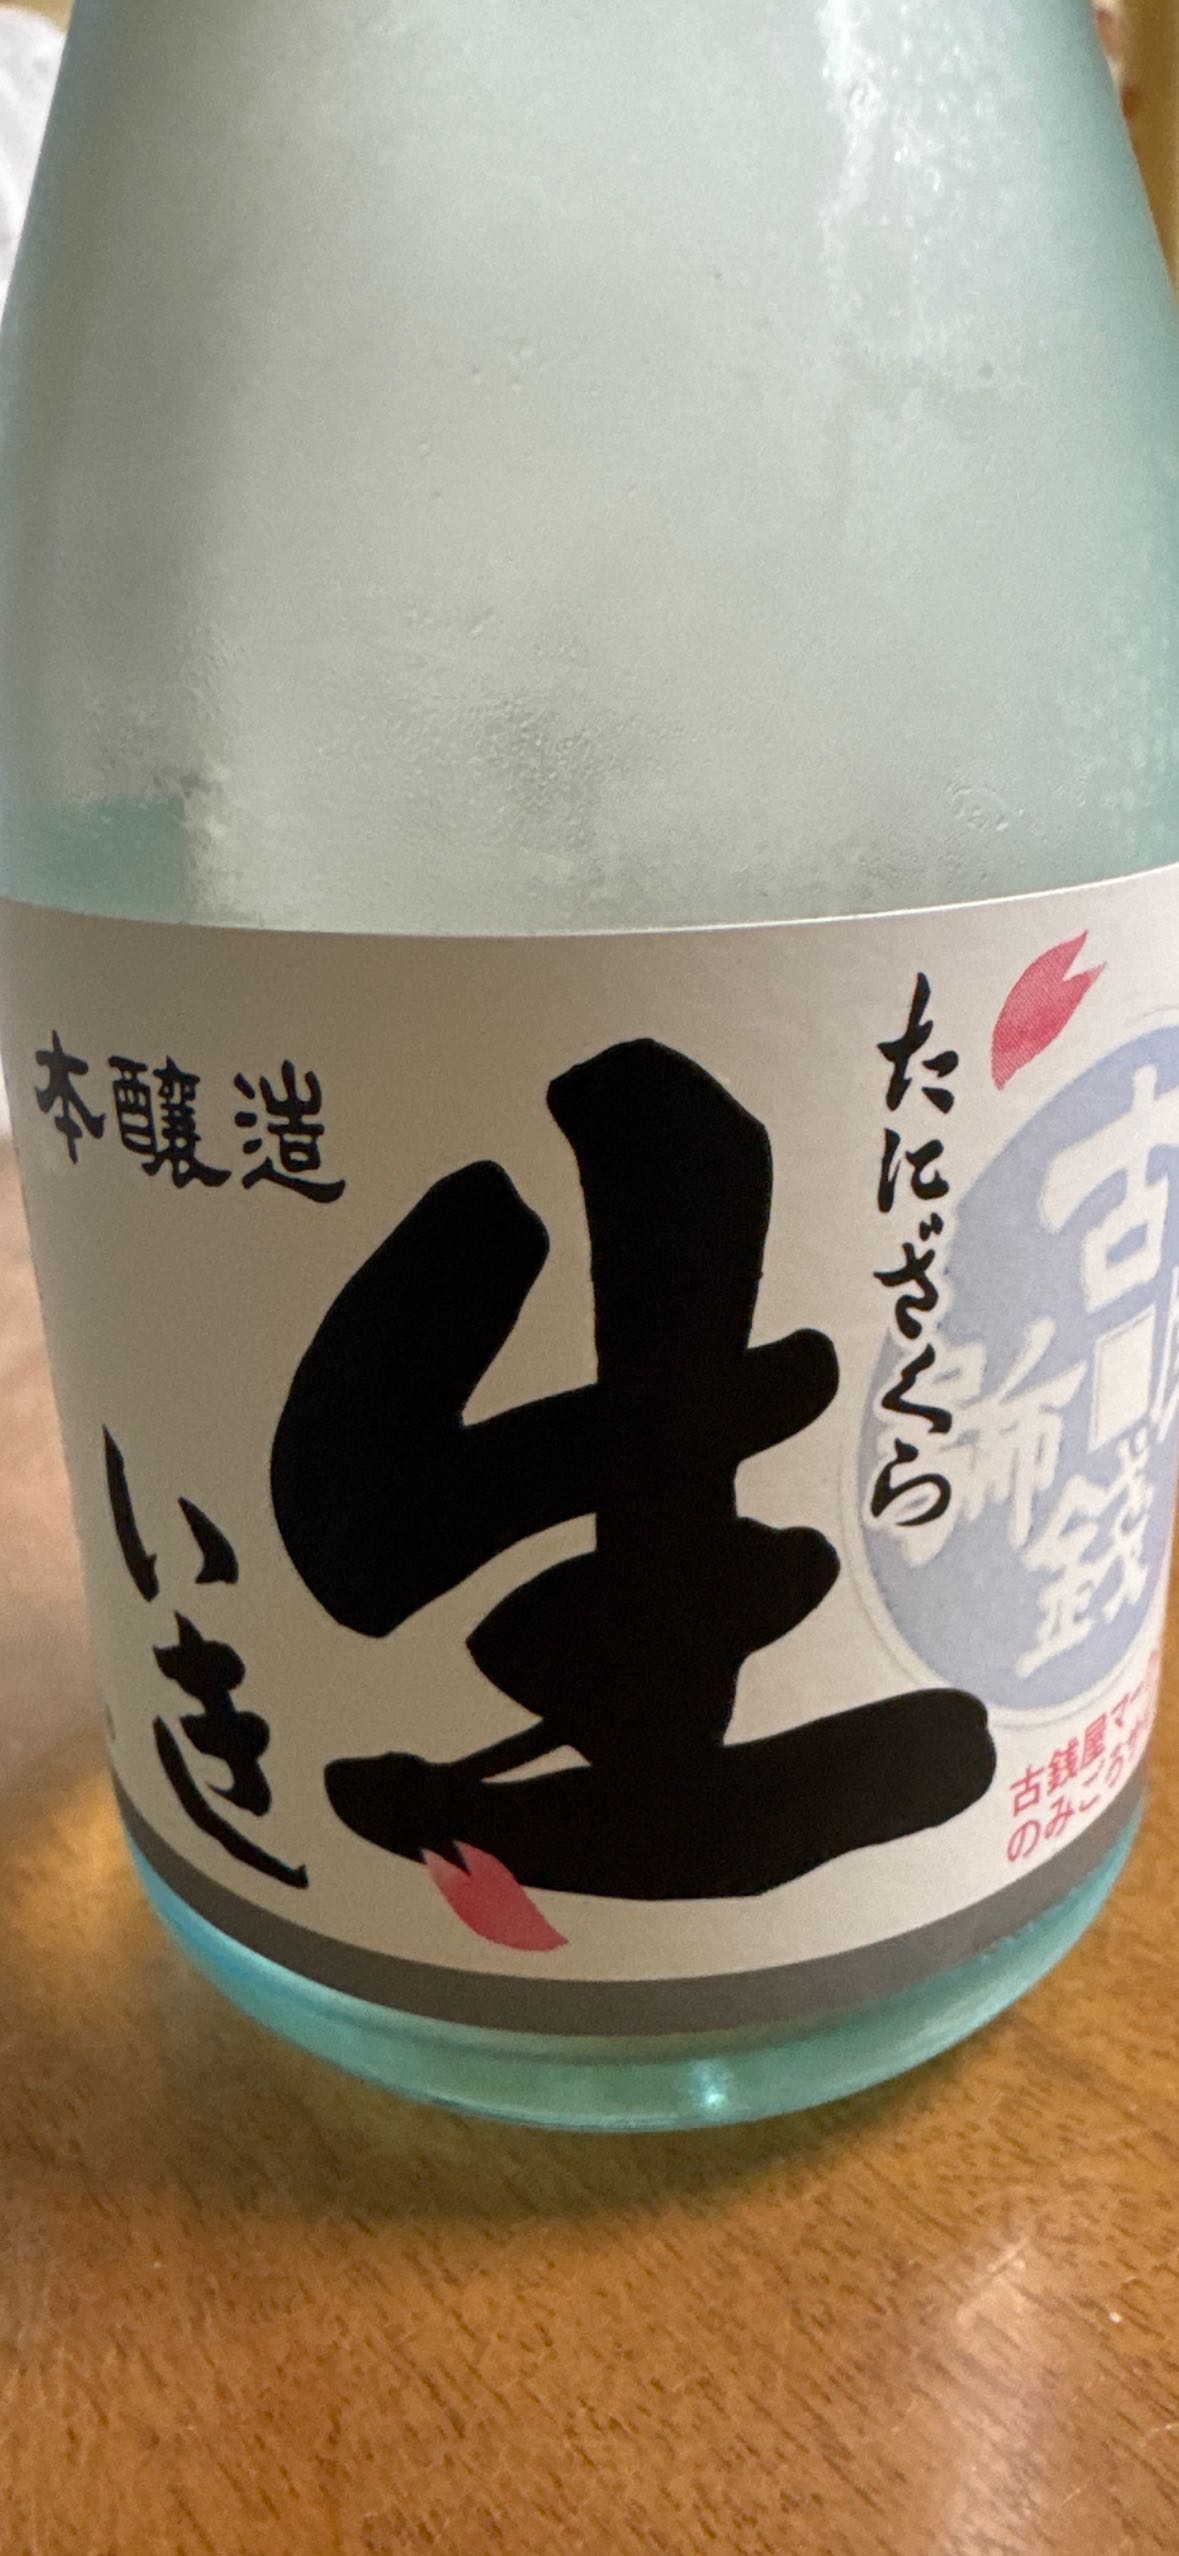 たにざくら
生
本醸造
いき
古
銭
古銭屋マー
のみごろ